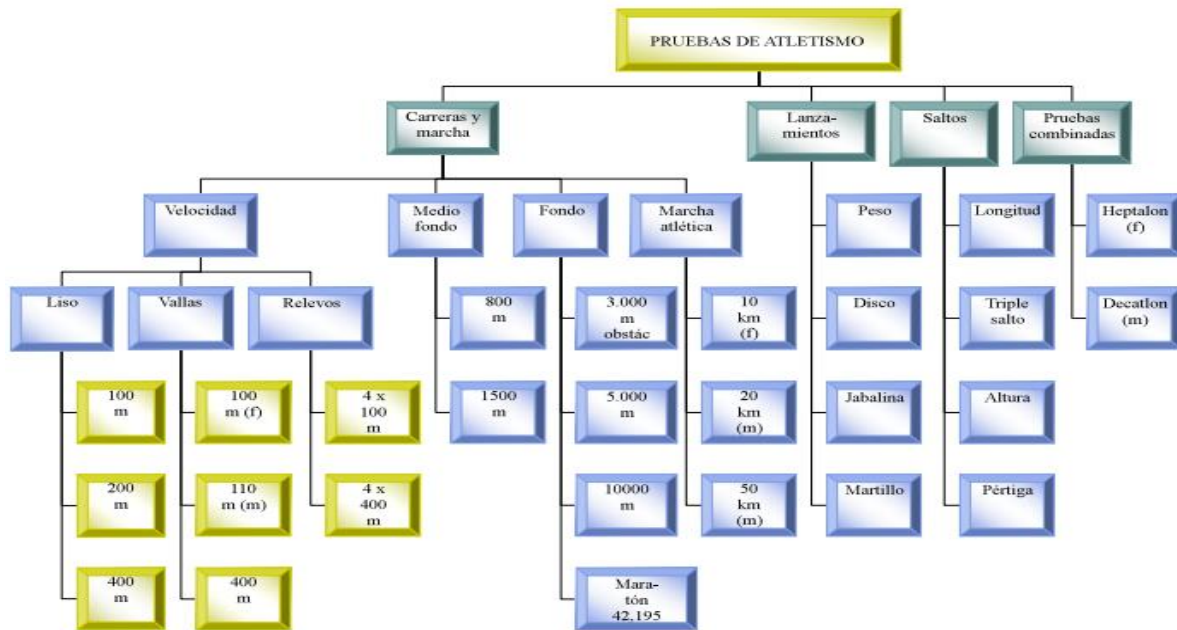 PRUEBAS DE ATLETISMO
Carreras y
marcha
Lanza-
mientos
Saltos
Pruebas
combinadas
Velocidad
Medio
fondo
Fondo
Marcha
atlética
Peso
Longitud
Heptalon
(f)
Liso
Vallas
Relevos
800
m
3.000
m
obstác
10
km
(f)
Disco
Triple
salto
Decatlon
(m)
100
m
100
m (f)
4 x
100
m
1500
m
5.000
m
20
km
(m)
Jabalina
Altura
200
m
110
m (m)
4 x
400
m
10000
m
50
km
(m)
Martillo
Pértiga
400
m
400
m
Mara-
tón
42,195